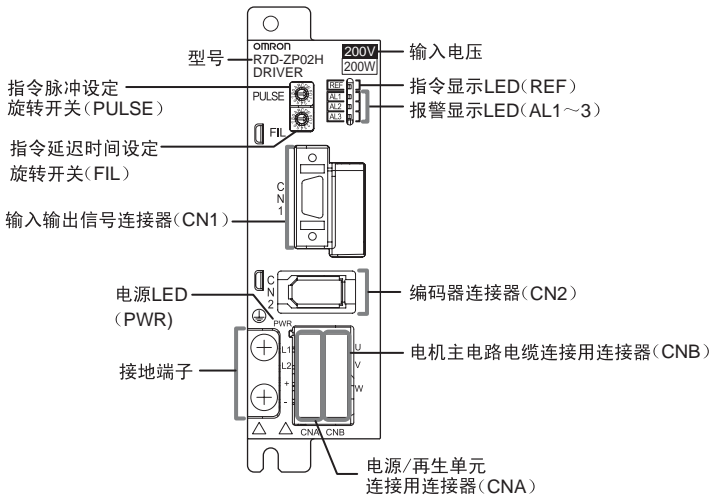 OMRON
200V
输入电压
型号
R7D-ZP02H
200W
DRIVER
指令脉冲设定
旋转开关(PULSE)
PULSE
REF
AL1
AL2
AL3
指令显示LED(REF)
报警显示LED(AL1～3)
FIL
指令延迟时间设定
旋转开关(FIL)
C
N
1
输入输出信号连接器(CN1)
C
N
2
编码器连接器(CN2)
电源LED
(PWR)
PWR
L1
L2
+
-
U
V
W
电机主电路电缆连接用连接器(CNB)
接地端子
CNA CNB
电源/再生单元
连接用连接器(CNA)